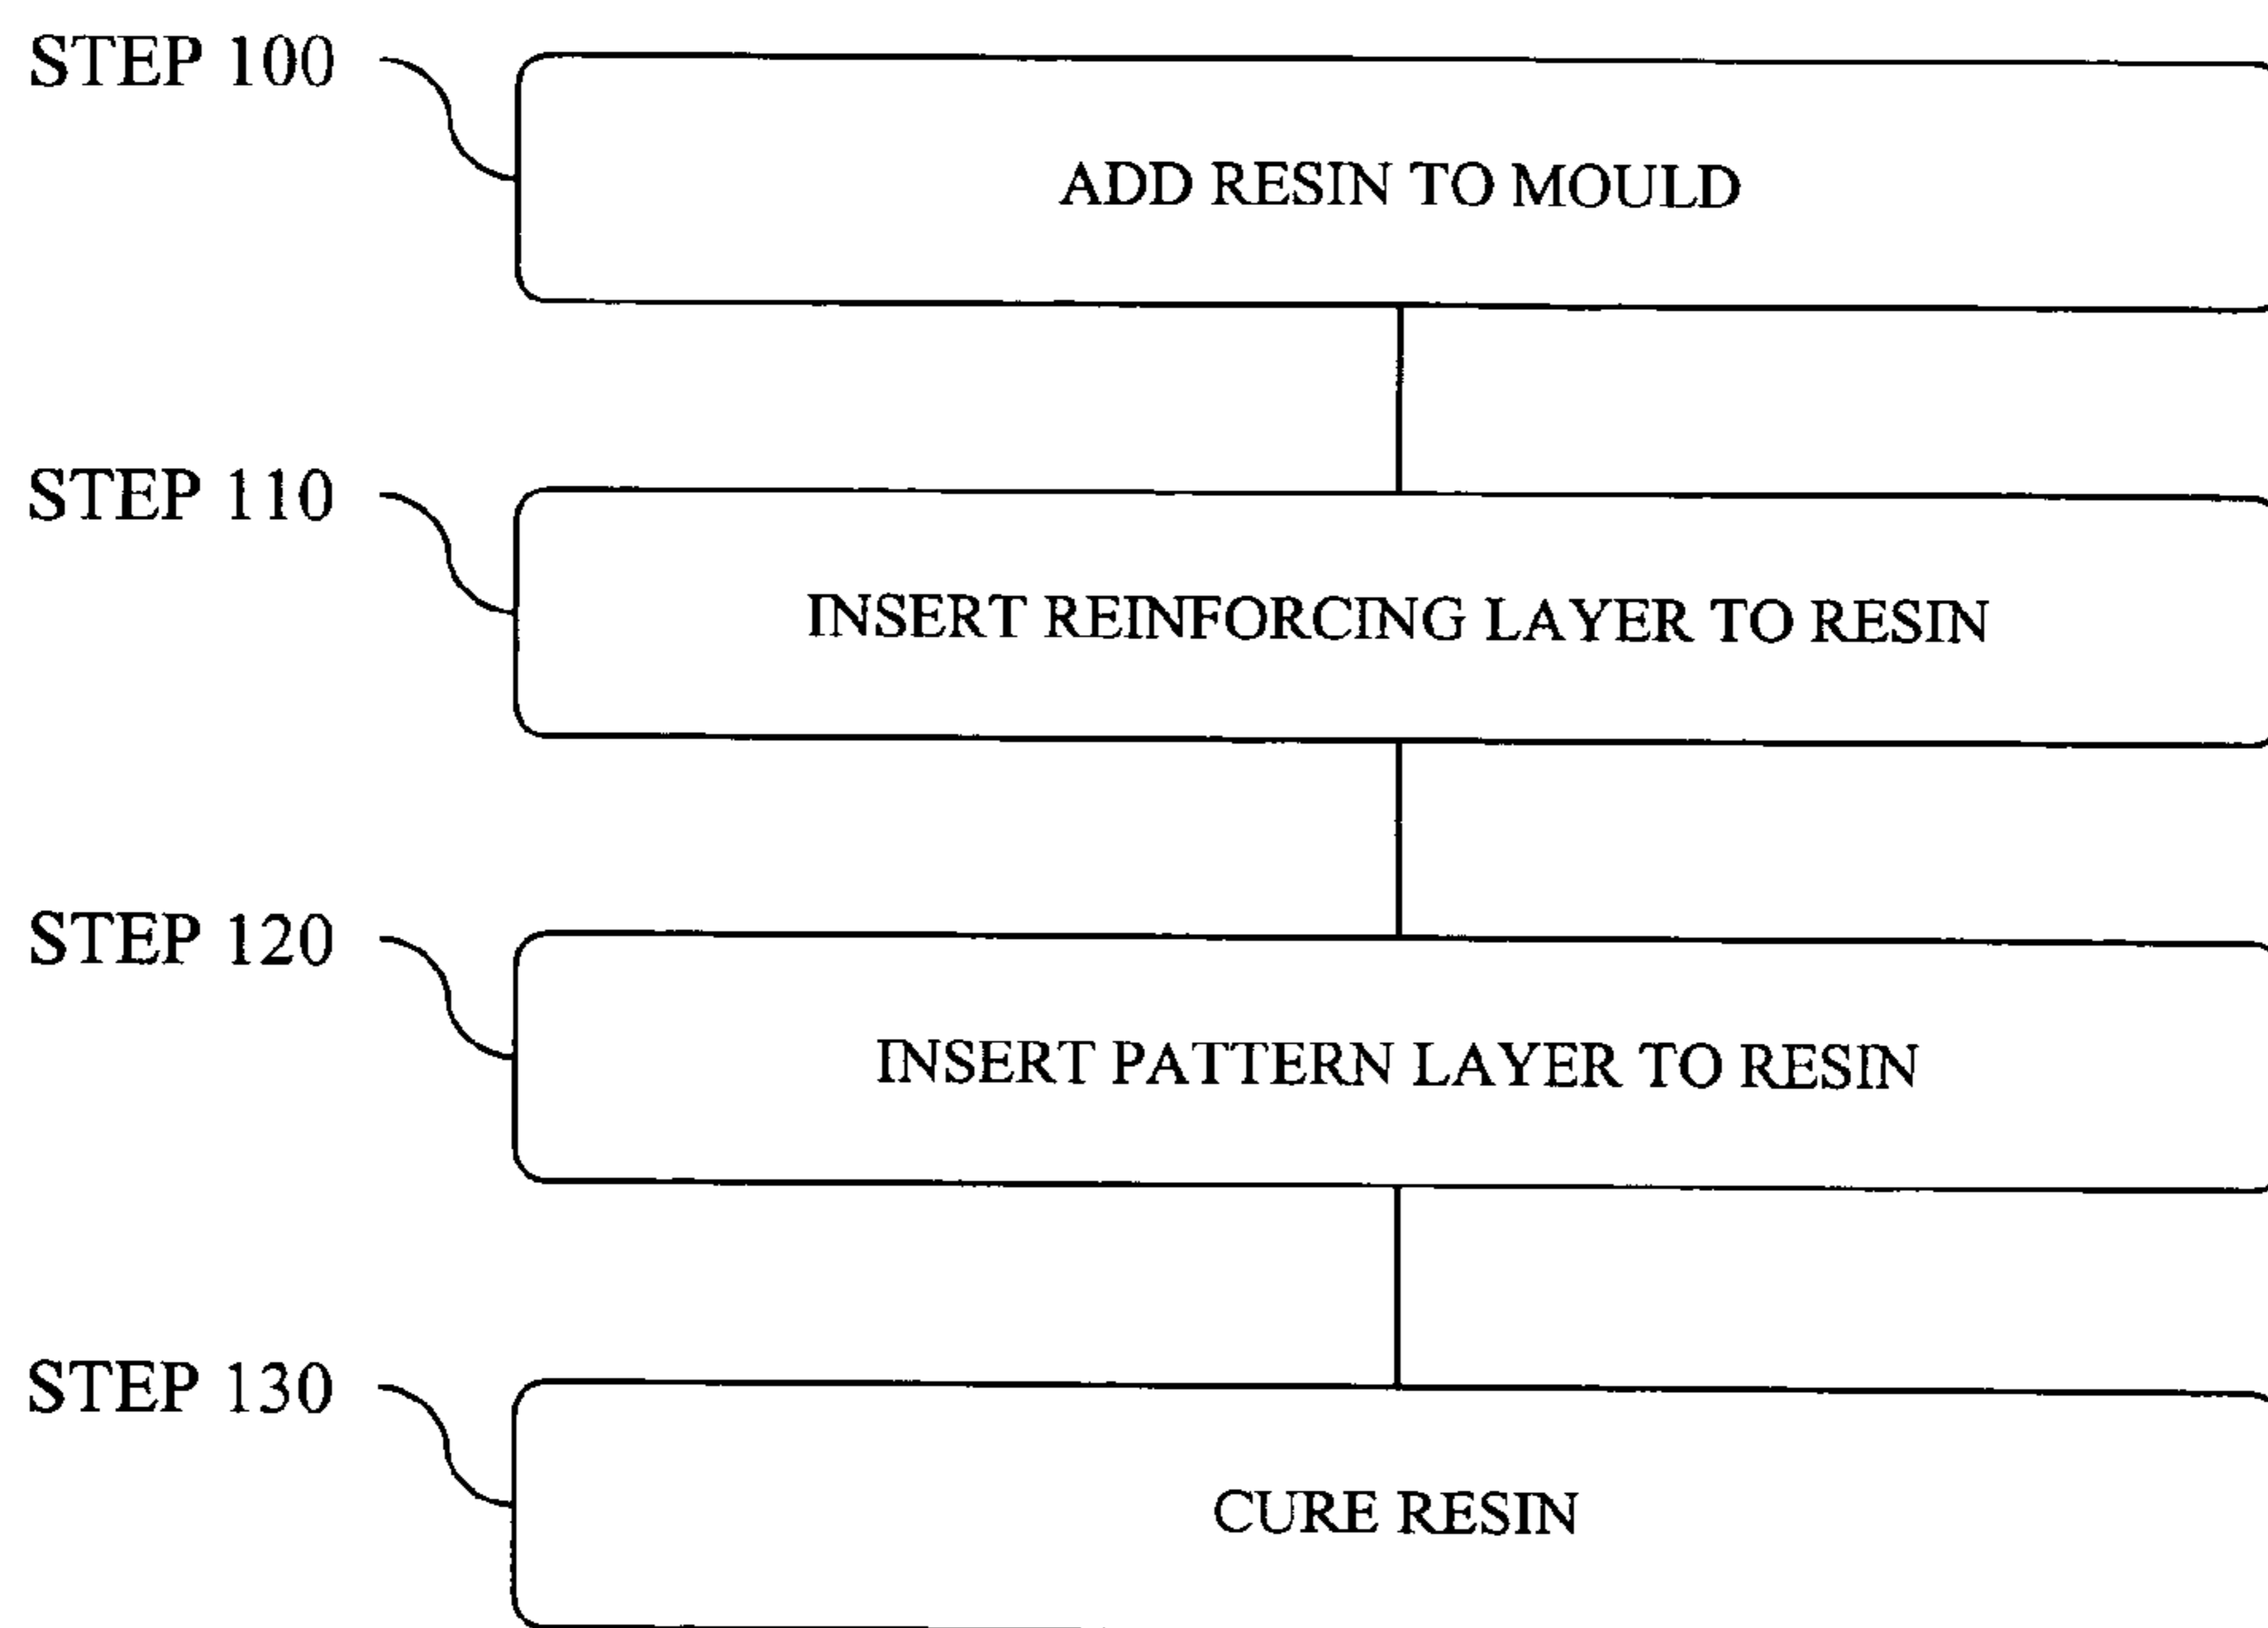 STEP 100
ADD RESIN TO MOULD
STEP 110
INSERT REINFORCING LAYER TO RESIN
STEP 120
INSERT PATTERN LAYER TO RESIN
STEP 130
CURE RESIN